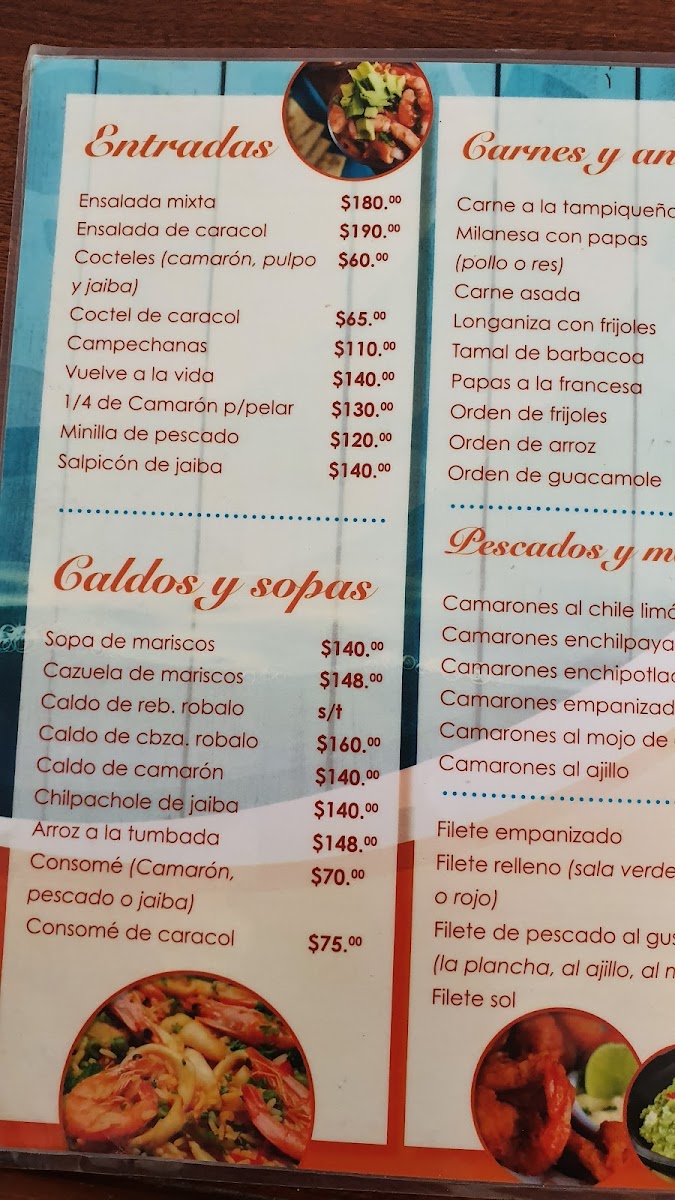 Entradas
Ensalada mixta $180.00
Ensalada de caracol $190.00
Cocteles (camarón, pulpo $60.00
y jaiba)
Coctel de caracol $65.00
Campechanas $110.00
Vuelve a la vida $140.00
1/4 de Camarón p/pelar $130.00
Minilla de pescado $120.00
Salpicón de jaiba $140.00
Caldos y sopas
Sopa de mariscos $140.00
Cazuela de mariscos $148.00
Caldo de reb. robalo s/t
Caldo de cbza. robalo $160.00
Caldo de camarón $140.00
Chilpachole de jaiba $140.00
Arroz a la tumbada $148.00
Consomé (Camarón, $70.00
pescado o jaiba)
Consomé de caracol $75.00
Carnes y an
Carne a la tampiqueña
Milanesa con papas
(pollo o res)
Carne asada
Longaniza con frijoles
Tamal de barbacoa
Papas a la francesa
Orden de frijoles
Orden de arroz
Orden de guacamole
Pescados y m
Camarones al chile limó
Camarones enchilpaya
Camarones enchipotla
Camarones empanizad
Camarones al mojo de
Camarones al ajillo
Filete empanizado
Filete relleno (sala verde
o rojo)
Filete de pescado al gus
(la plancha, al ajillo, al m
Filete sol